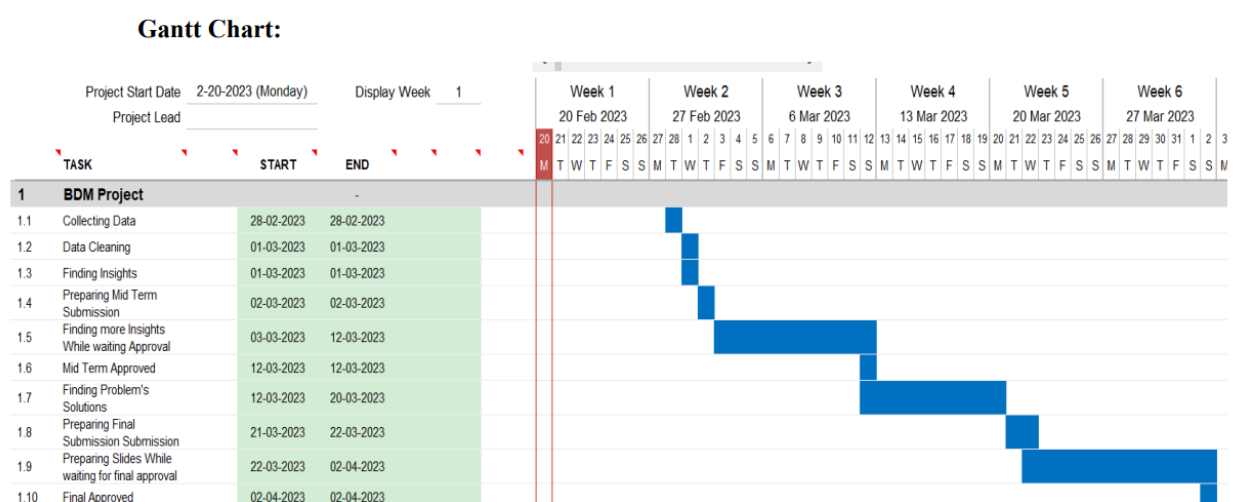 Gantt Chart:
Project Start Date 2-20-2023 (Monday) Display Week 1 Week 1 Week 2 Week 3 Week 4 Week 5 Week 6
Project Lead 20 Feb 2023 27 Feb 2023 6 Mar 2023 13 Mar 2023 20 Mar 2023 27 Mar 2023
20 21 22 23 24 25 26 27 28 1 2 3 4 5 6 7 8 9 10 11 12 13 14 15 16 17 18 19 20 21 22 23 24 25 26 27 28 29 30 31 1 2 3
TASK START END M T W T F S S M T W T F S S M T W T F S S M T W T F S S M T W T F S S M T W T F S S M
1 BDM Project -
1.1 Collecting Data 28-02-2023 28-02-2023
1.2 Data Cleaning 01-03-2023 01-03-2023
1.3 Finding Insights 01-03-2023 01-03-2023
1.4 Preparing Mid Term
Submission 02-03-2023 02-03-2023
1.5 Finding more Insights
While waiting Approval 03-03-2023 12-03-2023
1.6 Mid Term Approved 12-03-2023 12-03-2023
1.7 Finding Problem's
Solutions 12-03-2023 20-03-2023
1.8 Preparing Final
Submission Submission 21-03-2023 22-03-2023
1.9 Preparing Slides While
waiting for final approval 22-03-2023 02-04-2023
1.10 Final Approved 02-04-2023 02-04-2023